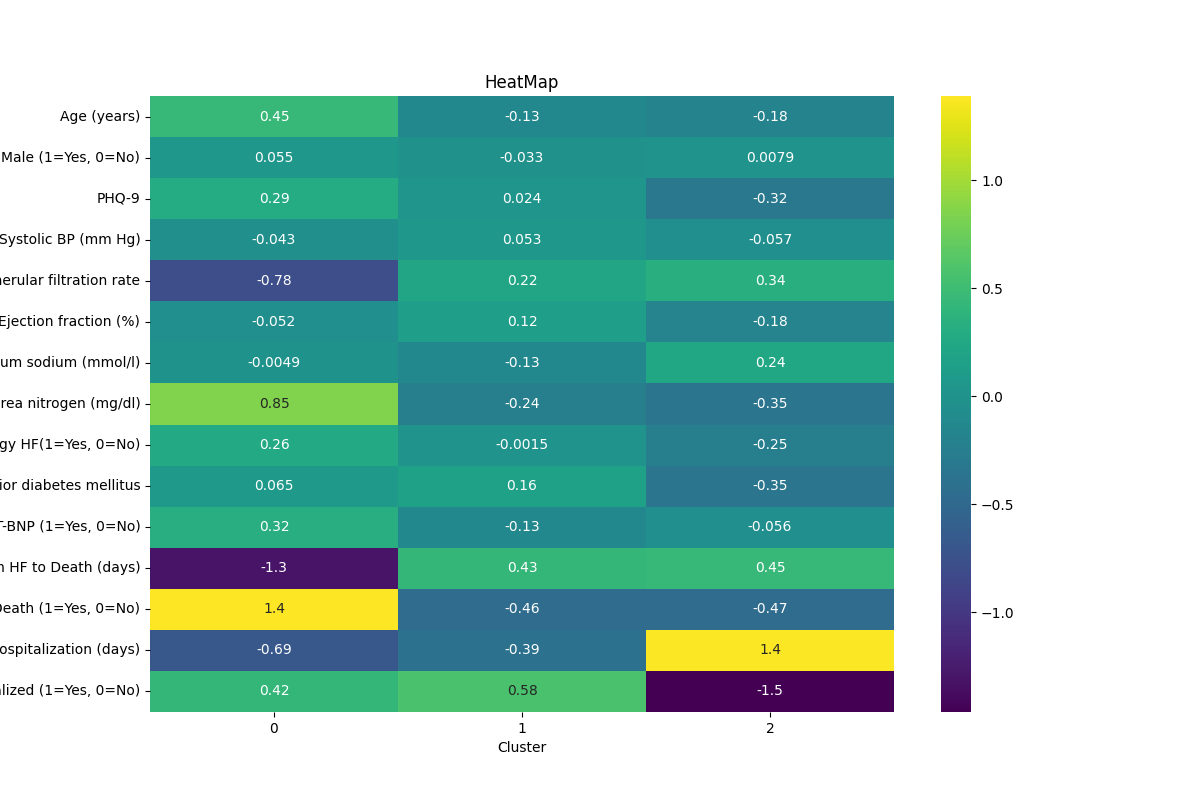 HeatMap
Age (years) 0.45 -0.13 -0.18
Male (1=Yes, 0=No) 0.055 -0.033 0.0079
PHQ-9 0.29 0.024 -0.32
Systolic BP (mm Hg) -0.043 0.053 -0.057
erular filtration rate -0.78 0.22 0.34
Ejection fraction (%) -0.052 0.12 -0.18
um sodium (mmol/l) -0.0049 -0.13 0.24
rea nitrogen (mg/dl) 0.85 -0.24 -0.35
gy HF(1=Yes, 0=No) 0.26 -0.0015 -0.25
ior diabetes mellitus 0.065 0.16 -0.35
T-BNP (1=Yes, 0=No) 0.32 -0.13 -0.056
n HF to Death (days) -1.3 0.43 0.45
Death (1=Yes, 0=No) 1.4 -0.46 -0.47
ospitalization (days) -0.69 -0.39 1.4
alized (1=Yes, 0=No) 0.42 0.58 -1.5
0 1 2
Cluster
1.0
0.5
0.0
−0.5
−1.0